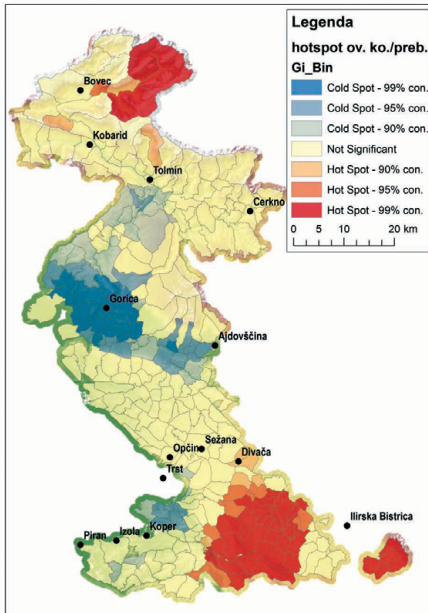 Legenda
hotspot ov. ko./preb.
Gi_Bin
Cold Spot - 99% con.
Cold Spot - 95% con.
Cold Spot - 90% con.
Not Significant
Hot Spot - 90% con.
Hot Spot - 95% con.
Hot Spot - 99% con.
0 5 10 20 km
Bovec
Kobarid
Tolmin
Cerkno
Gorica
Ajdovščina
Sežana
Opčin
Divača
Trst
Ilirska Bistrica
Koper
Izola
Piran